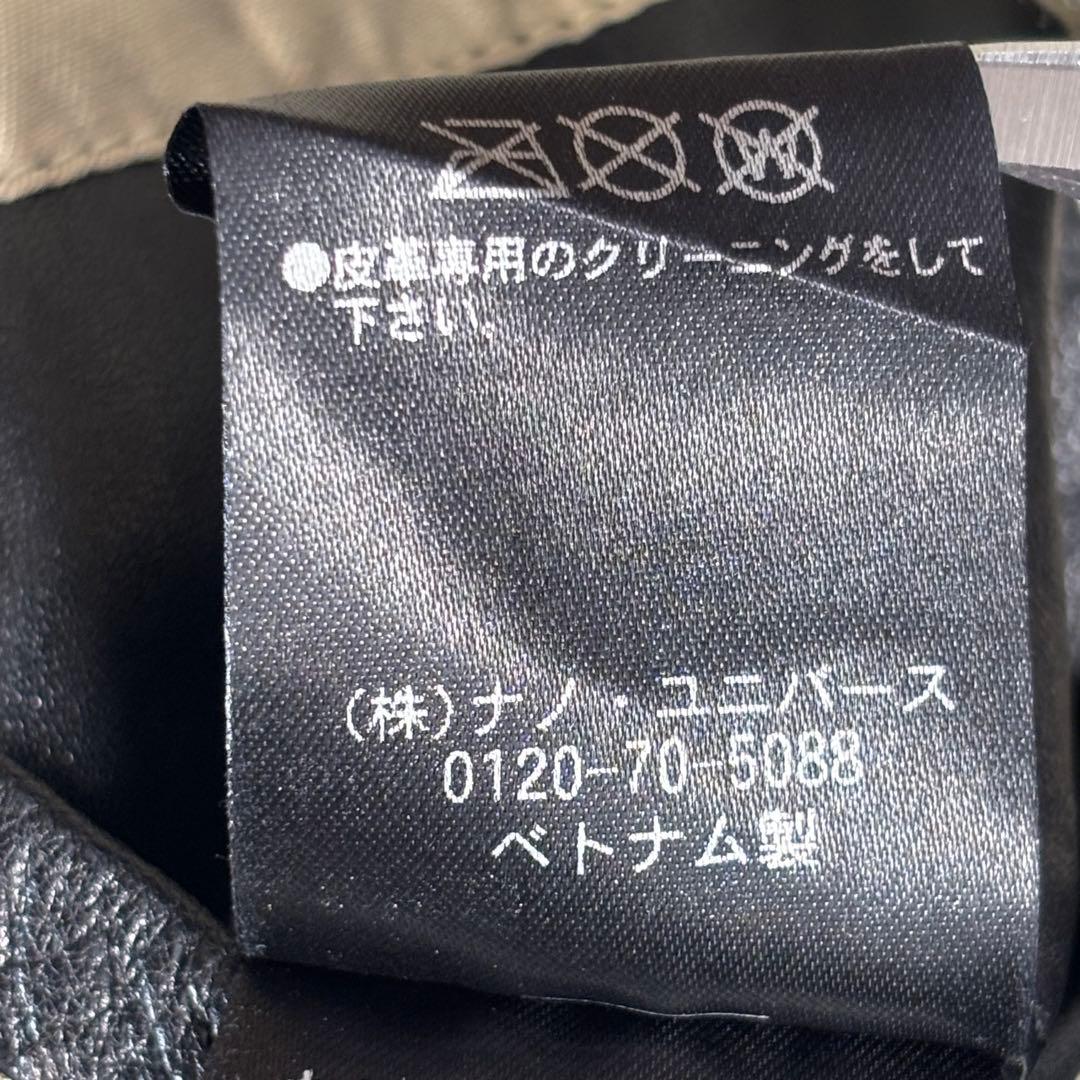 ●皮革専用のクリーニングをして
下さい。
(株)ナノ・ユニバース
0120-70-5088
ベトナム製